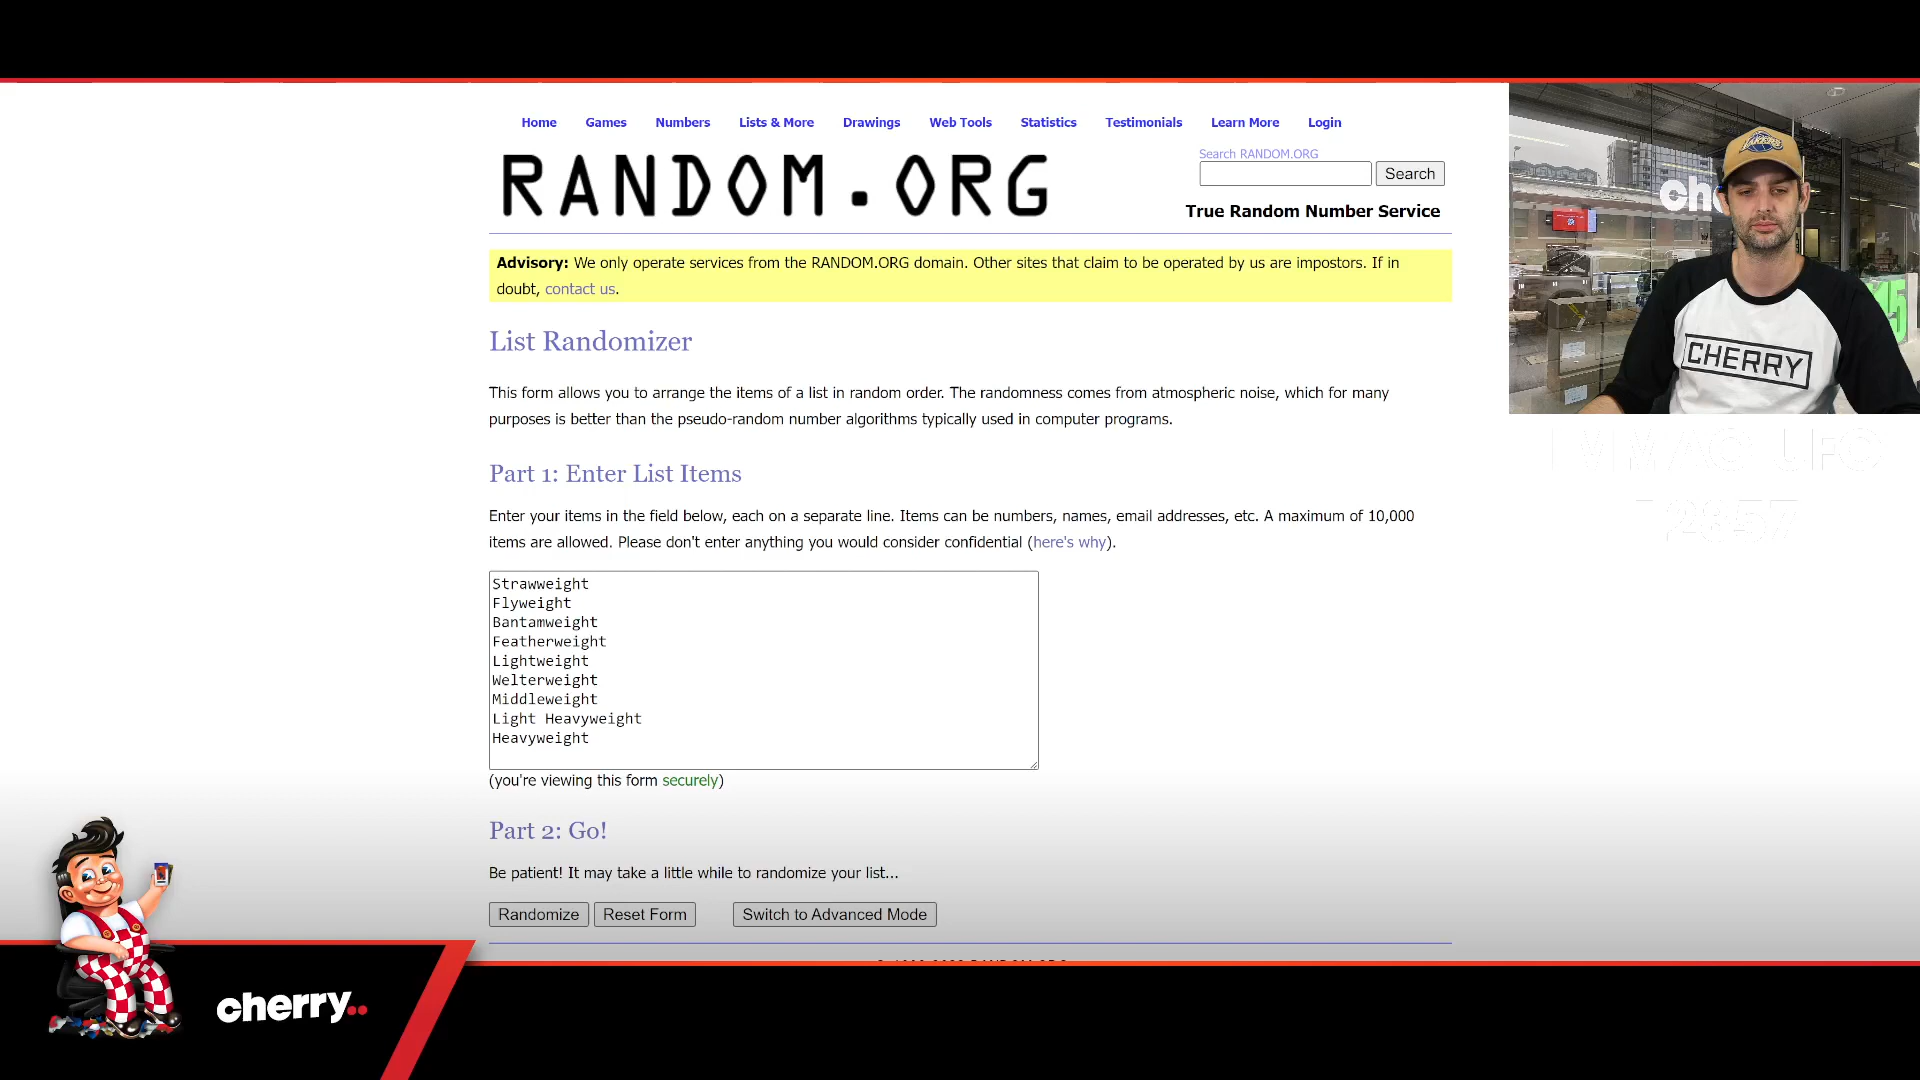 Home Games Numbers Lists & More Drawings Web Tools Statistics Testimonials Learn More Login
RANDOM.ORG
Search RANDOM.ORG
Search
True Random Number Service
Advisory: We only operate services from the RANDOM.ORG domain. Other sites that claim to be operated by us are impostors. If in
doubt, contact us.
List Randomizer
This form allows you to arrange the items of a list in random order. The randomness comes from atmospheric noise, which for many
purposes is better than the pseudo-random number algorithms typically used in computer programs.
Part 1: Enter List Items
Enter your items in the field below, each on a separate line. Items can be numbers, names, email addresses, etc. A maximum of 10,000
items are allowed. Please don't enter anything you would consider confidential (here's why).
Strawweight
Flyweight
Bantamweight
Featherweight
Lightweight
Welterweight
Middleweight
Light Heavyweight
Heavyweight
(you're viewing this form securely)
Part 2: Go!
Be patient! It may take a little while to randomize your list...
Randomize Reset Form Switch to Advanced Mode
cherry..
LAKERS
CHERRY